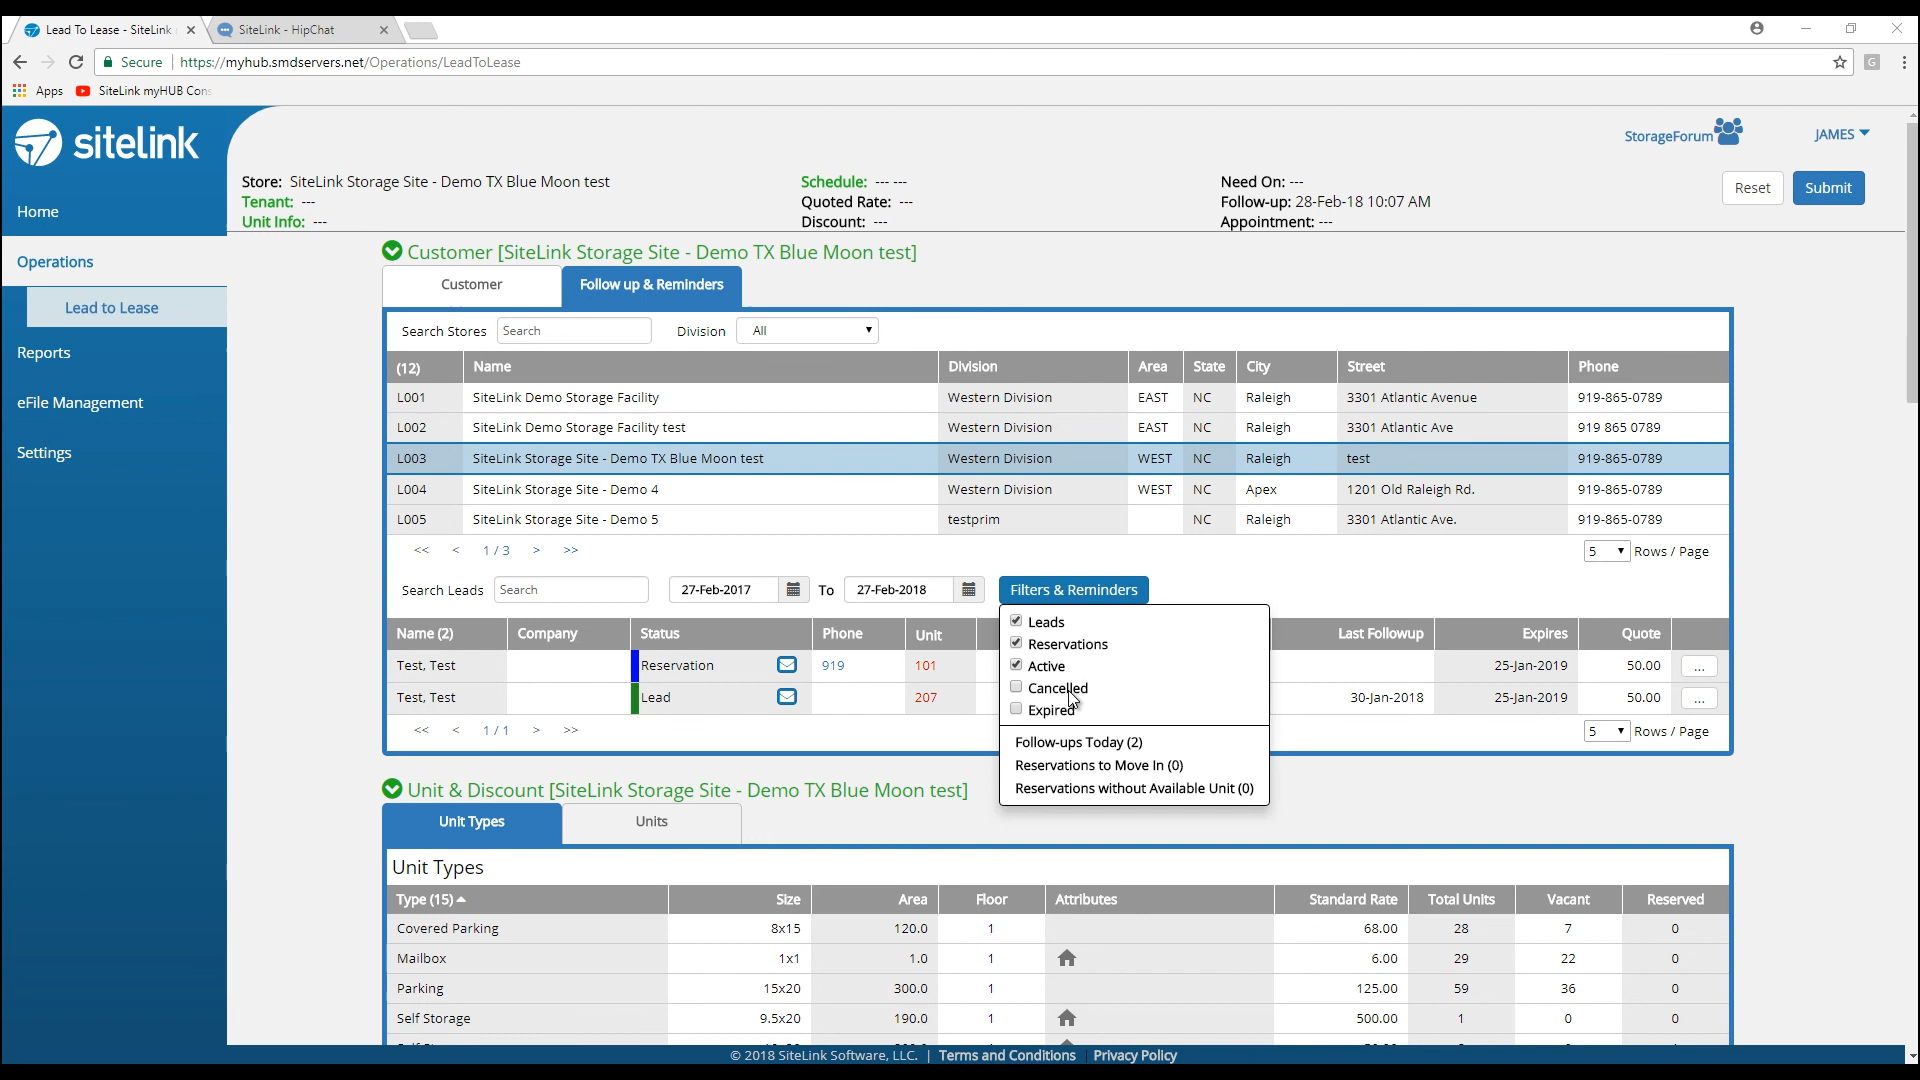 Lead To Lease - SiteLink
SiteLink - HipChat
Secure
https://myhub.smdservers.net/Operations/LeadToLease
G
Apps
SiteLink myHUB Cons
sitelink
StorageForum
JAMES
Home
Operations
Lead to Lease
Reports
eFile Management
Settings
Store: SiteLink Storage Site - Demo TX Blue Moon test
Tenant: ---
Unit Info: ---
Schedule: --- ---
Quoted Rate: ---
Discount: ---
Need On: ---
Follow-up: 28-Feb-18 10:07 AM
Appointment: ---
Reset
Submit
Customer [SiteLink Storage Site - Demo TX Blue Moon test]
Customer
Follow up & Reminders
Search Stores Search Division All
(12) Name Division Area State City Street Phone
L001 SiteLink Demo Storage Facility Western Division EAST NC Raleigh 3301 Atlantic Avenue 919-865-0789
L002 SiteLink Demo Storage Facility test Western Division EAST NC Raleigh 3301 Atlantic Ave 919 865 0789
L003 SiteLink Storage Site - Demo TX Blue Moon test Western Division WEST NC Raleigh test 919-865-0789
L004 SiteLink Storage Site - Demo 4 Western Division WEST NC Apex 1201 Old Raleigh Rd. 919-865-0789
L005 SiteLink Storage Site - Demo 5 testprim NC Raleigh 3301 Atlantic Ave. 919-865-0789
<< < 1 / 3 > >> 5 Rows / Page
Search Leads Search 27-Feb-2017 To 27-Feb-2018 Filters & Reminders
Name (2) Company Status Phone Unit Last Followup Expires Quote
Test, Test Reservation 919 101 25-Jan-2019 50.00 ...
Test, Test Lead 207 30-Jan-2018 25-Jan-2019 50.00 ...
<< < 1 / 1 > >> 5 Rows / Page
Leads
Reservations
Active
Cancelled
Expired
Follow-ups Today (2)
Reservations to Move In (0)
Reservations without Available Unit (0)
Unit & Discount [SiteLink Storage Site - Demo TX Blue Moon test]
Unit Types
Units
Unit Types
Type (15) Size Area Floor Attributes Standard Rate Total Units Vacant Reserved
Covered Parking 8x15 120.0 1 68.00 28 7 0
Mailbox 1x1 1.0 1 6.00 29 22 0
Parking 15x20 300.0 1 125.00 59 36 0
Self Storage 9.5x20 190.0 1 500.00 1 0 0
© 2018 SiteLink Software, LLC. | Terms and Conditions Privacy Policy